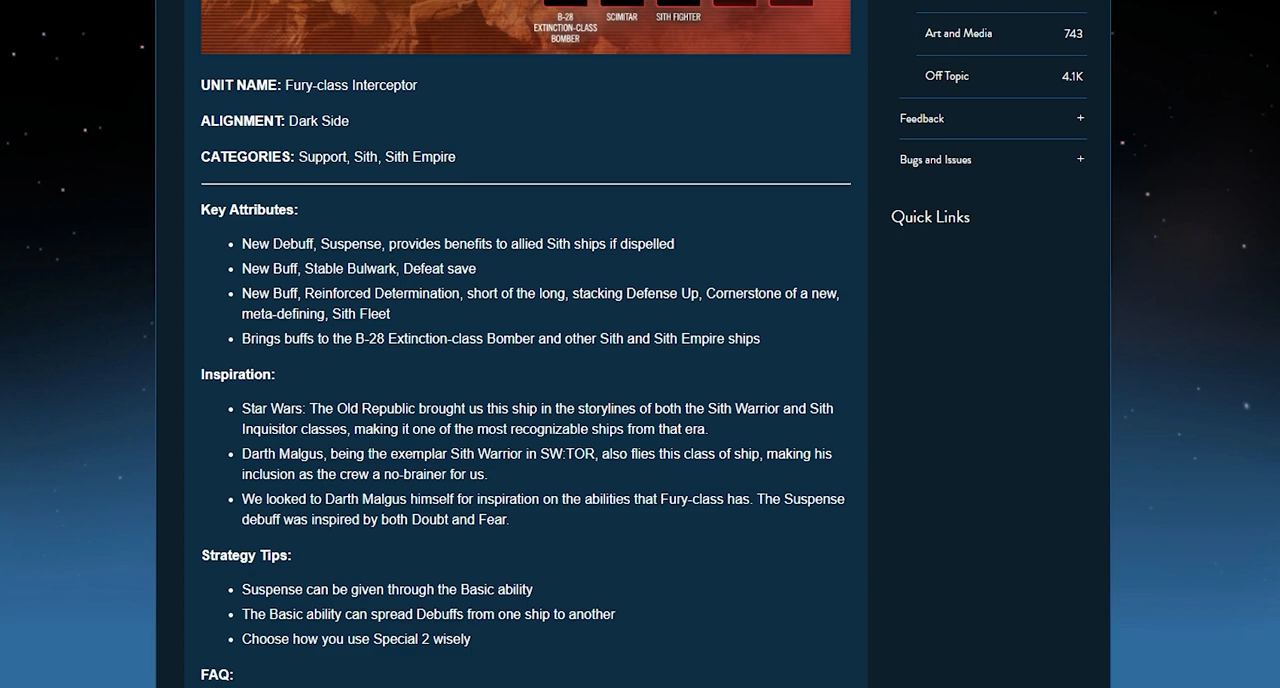 B-28
EXTINCTION-CLASS
BOMBER
SCIMITAR
SITH FIGHTER
UNIT NAME: Fury-class Interceptor
ALIGNMENT: Dark Side
CATEGORIES: Support, Sith, Sith Empire
Key Attributes:
• New Debuff, Suspense, provides benefits to allied Sith ships if dispelled
• New Buff, Stable Bulwark, Defeat save
• New Buff, Reinforced Determination, short of the long, stacking Defense Up, Cornerstone of a new,
meta-defining, Sith Fleet
• Brings buffs to the B-28 Extinction-class Bomber and other Sith and Sith Empire ships
Inspiration:
• Star Wars: The Old Republic brought us this ship in the storylines of both the Sith Warrior and Sith
Inquisitor classes, making it one of the most recognizable ships from that era.
• Darth Malgus, being the exemplar Sith Warrior in SW:TOR, also flies this class of ship, making his
inclusion as the crew a no-brainer for us.
• We looked to Darth Malgus himself for inspiration on the abilities that Fury-class has. The Suspense
debuff was inspired by both Doubt and Fear.
Strategy Tips:
• Suspense can be given through the Basic ability
• The Basic ability can spread Debuffs from one ship to another
• Choose how you use Special 2 wisely
FAQ:
Art and Media 743
Off Topic 4.1K
Feedback +
Bugs and Issues +
Quick Links